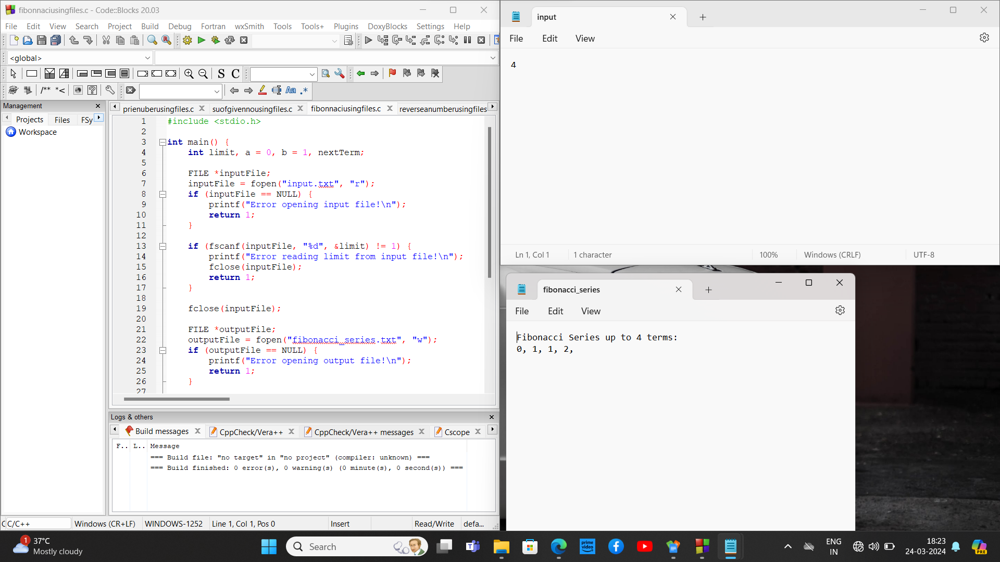 fibonnaciusingfiles.c - Code::Blocks 20.03
File Edit View Search Project Build Debug Fortran wxSmith Tools Tools+ Plugins DoxyBlocks Settings Help
<global>
S C
/** *<
Aa .*
Management
Projects Files FSy
Workspace
prienuberusingfiles.c suofgivennousingfiles.c fibonnaciusingfiles.c reverseanumberusingfiles
1 #include <stdio.h>
2
3 int main() {
4 int limit, a = 0, b = 1, nextTerm;
5
6 FILE *inputFile;
7 inputFile = fopen("input.txt", "r");
8 if (inputFile == NULL) {
9 printf("Error opening input file!\n");
10 return 1;
11 }
12
13 if (fscanf(inputFile, "%d", &limit) != 1) {
14 printf("Error reading limit from input file!\n");
15 fclose(inputFile);
16 return 1;
17 }
18
19 fclose(inputFile);
20
21 FILE *outputFile;
22 outputFile = fopen("fibonacci_series.txt", "w");
23 if (outputFile == NULL) {
24 printf("Error opening output file!\n");
25 return 1;
26 }
27
Logs & others
Build messages CppCheck/Vera++ CppCheck/Vera++ messages Cscope
F.. L.. Message
=== Build file: "no target" in "no project" (compiler: unknown) ===
=== Build finished: 0 error(s), 0 warning(s) (0 minute(s), 0 second(s)) ===
C/C++ Windows (CR+LF) WINDOWS-1252 Line 1, Col 1, Pos 0 Insert Read/Write defa...
input
File Edit View
4
Ln 1, Col 1 1 character 100% Windows (CRLF) UTF-8
fibonacci_series
File Edit View
Fibonacci Series up to 4 terms:
0, 1, 1, 2,
1
37°C
Mostly cloudy
Search
prime video
PRE
ENG
IN
18:23
24-03-2024